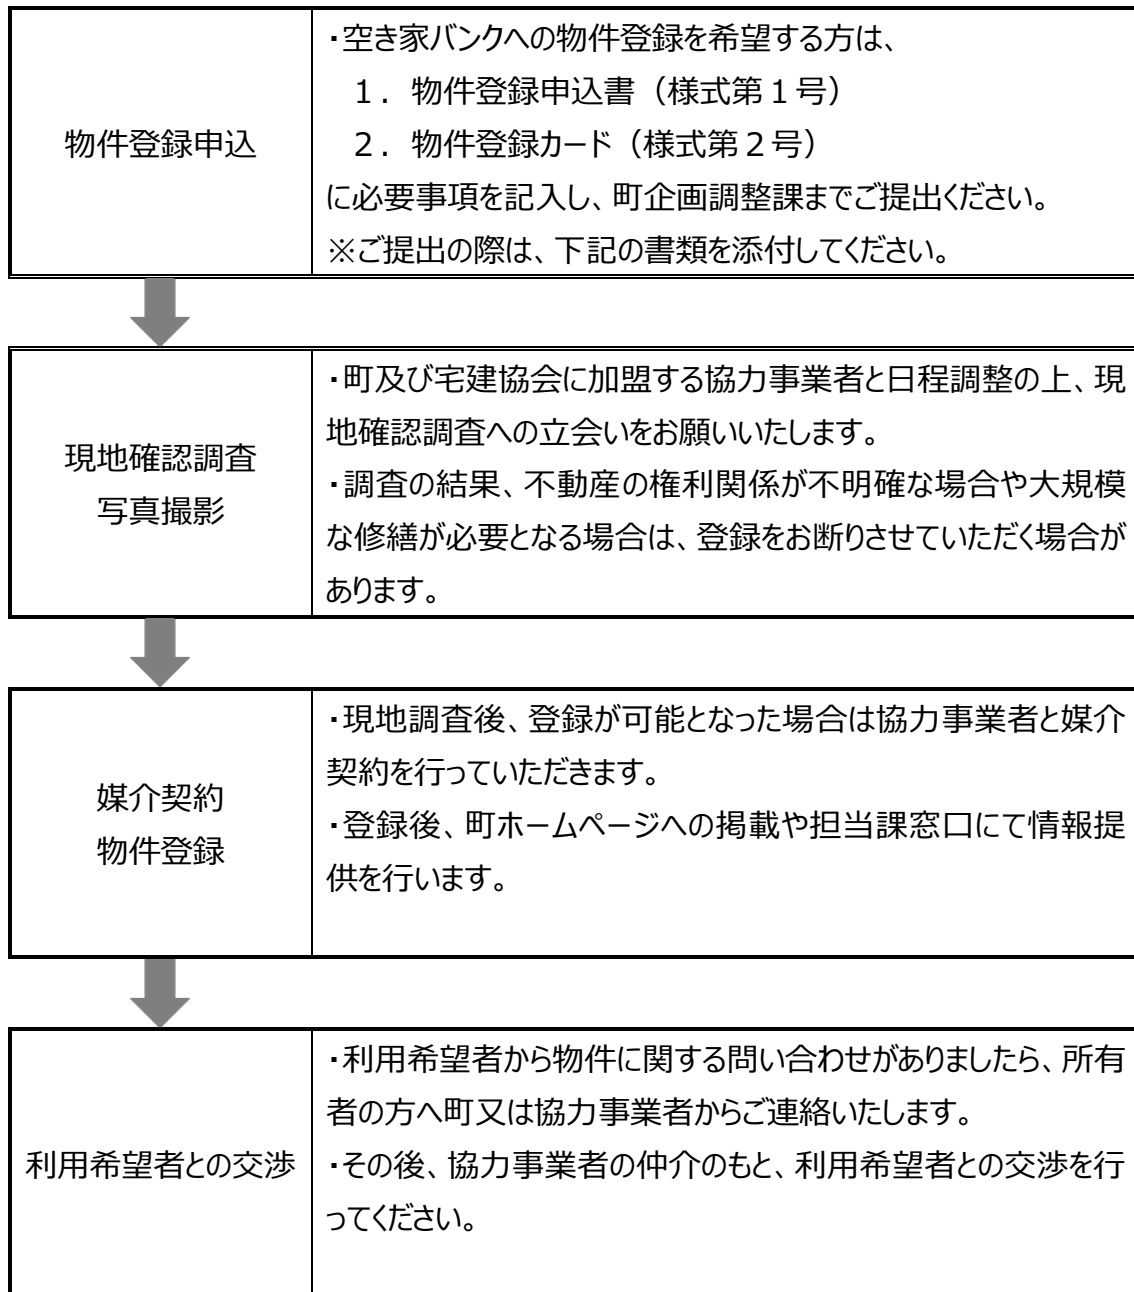 物件登録申込
・空き家バンクへの物件登録を希望する方は、
１．物件登録申込書（様式第１号）
２．物件登録カード（様式第２号）
に必要事項を記入し、町企画調整課までご提出ください。
※ご提出の際は、下記の書類を添付してください。
現地確認調査
写真撮影
・町及び宅建協会に加盟する協力事業者と日程調整の上、現
地確認調査への立会いをお願いいたします。
・調査の結果、不動産の権利関係が不明確な場合や大規模
な修繕が必要となる場合は、登録をお断りさせていただく場合が
あります。
媒介契約
物件登録
・現地調査後、登録が可能となった場合は協力事業者と媒介
契約を行っていただきます。
・登録後、町ホームページへの掲載や担当課窓口にて情報提
供を行います。
利用希望者との交渉
・利用希望者から物件に関する問い合わせがありましたら、所有
者の方へ町又は協力事業者からご連絡いたします。
・その後、協力事業者の仲介のもと、利用希望者との交渉を行
ってください。